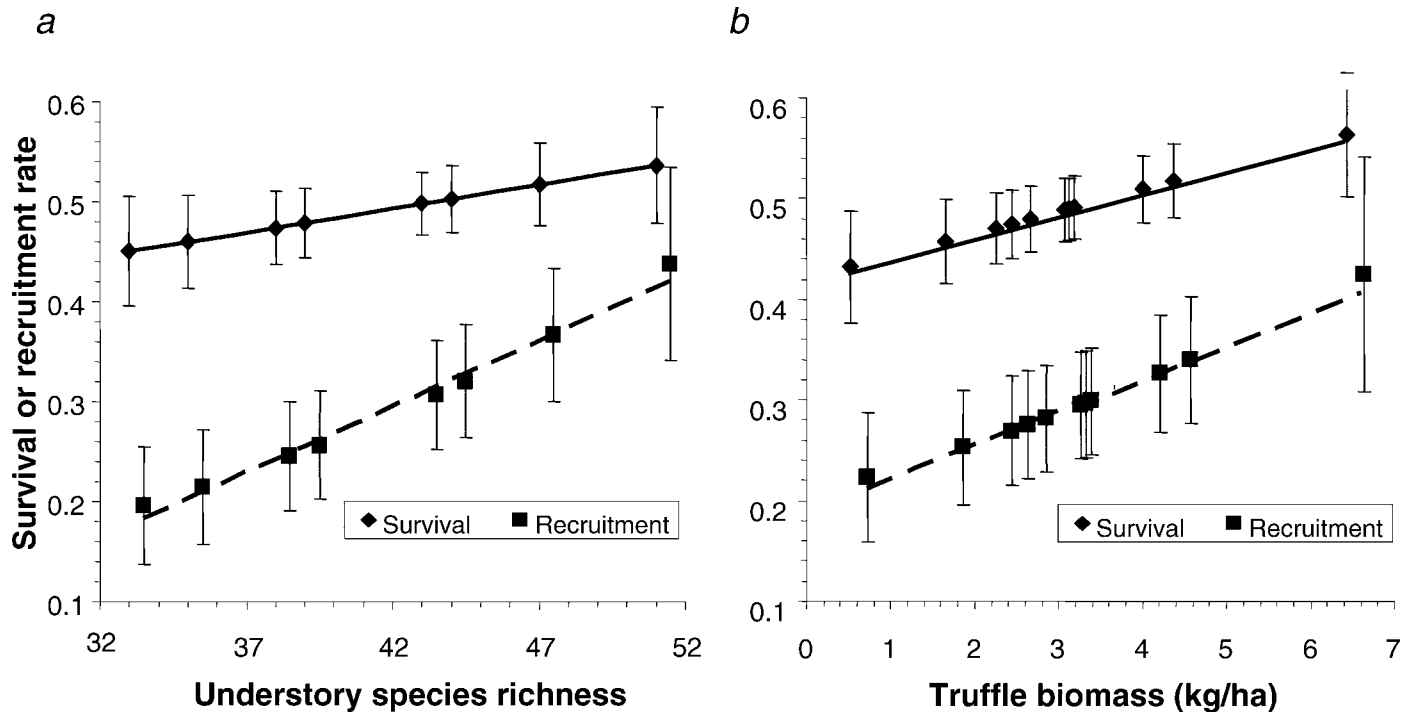 a
b
Survival or recruitment rate
0.6
0.5
0.4
0.3
0.2
0.1
32 37 42 47 52
Understory species richness
Survival Recruitment
0.6
0.5
0.4
0.3
0.2
0.1
0 1 2 3 4 5 6 7
Truffle biomass (kg/ha)
Survival Recruitment